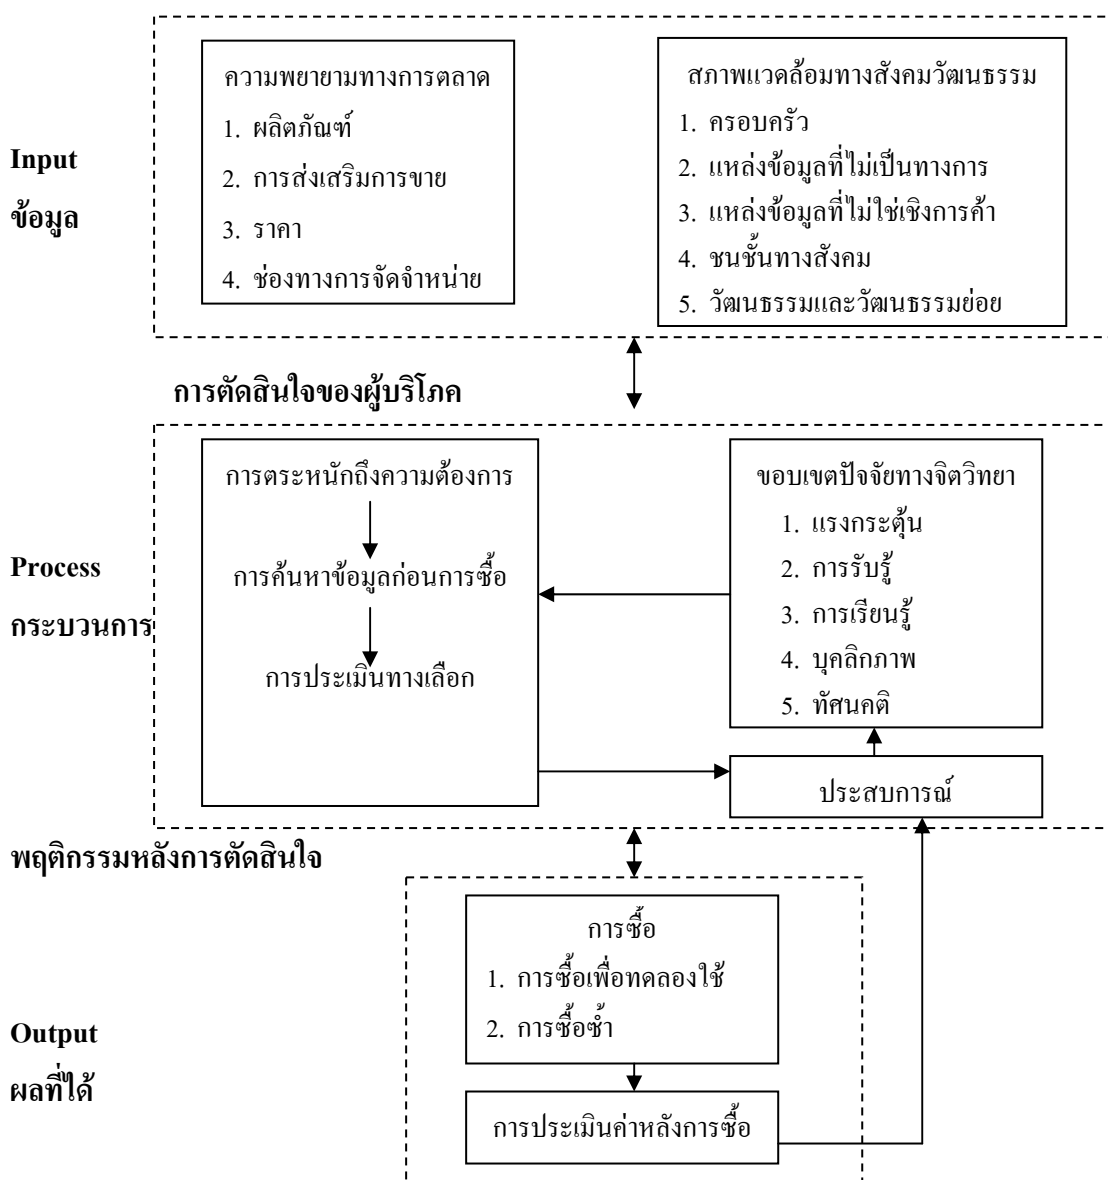 Input
ข้อมูล
ความพยายามทางการตลาด
1. ผลิตภัณฑ์
2. การส่งเสริมการขาย
3. ราคา
4. ช่องทางการจัดจำหน่าย
สภาพแวดล้อมทางสังคมวัฒนธรรม
1. ครอบครัว
2. แหล่งข้อมูลที่ไม่เป็นทางการ
3. แหล่งข้อมูลที่ไม่ใช่เชิงการค้า
4. ชนชั้นทางสังคม
5. วัฒนธรรมและวัฒนธรรมย่อย
การตัดสินใจของผู้บริโภค
Process
กระบวนการ
การตระหนักถึงความต้องการ
การค้นหาข้อมูลก่อนการซื้อ
การประเมินทางเลือก
ขอบเขตปัจจัยทางจิตวิทยา
1. แรงกระตุ้น
2. การรับรู้
3. การเรียนรู้
4. บุคลิกภาพ
5. ทัศนคติ
ประสบการณ์
พฤติกรรมหลังการตัดสินใจ
Output
ผลที่ได้
การซื้อ
1. การซื้อเพื่อทดลองใช้
2. การซื้อซ้ำ
การประเมินค่าหลังการซื้อ